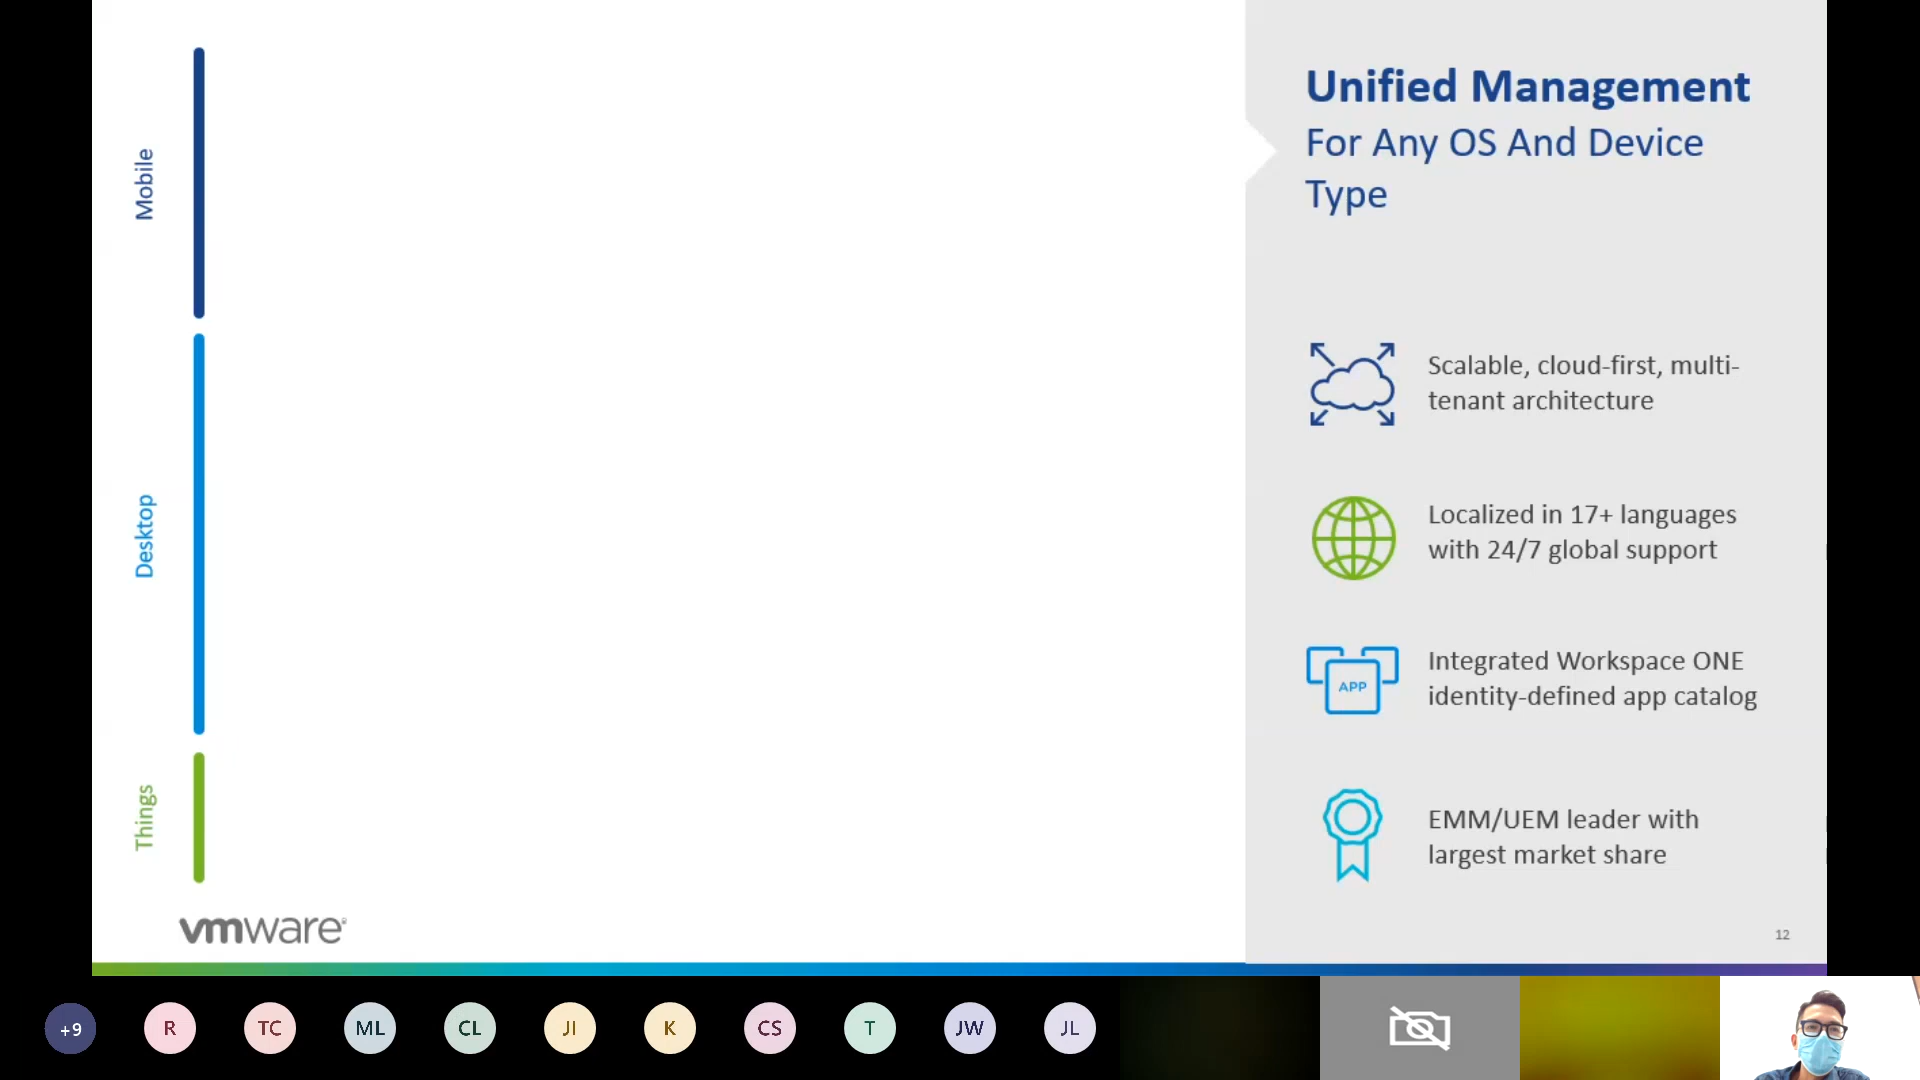 Mobile
Desktop
Things
vmware®
Unified Management
For Any OS And Device
Type
Scalable, cloud-first, multi-
tenant architecture
Localized in 17+ languages
with 24/7 global support
APP
Integrated Workspace ONE
identity-defined app catalog
EMM/UEM leader with
largest market share
12
+9
R
TC
ML
CL
JI
K
CS
T
JW
JL